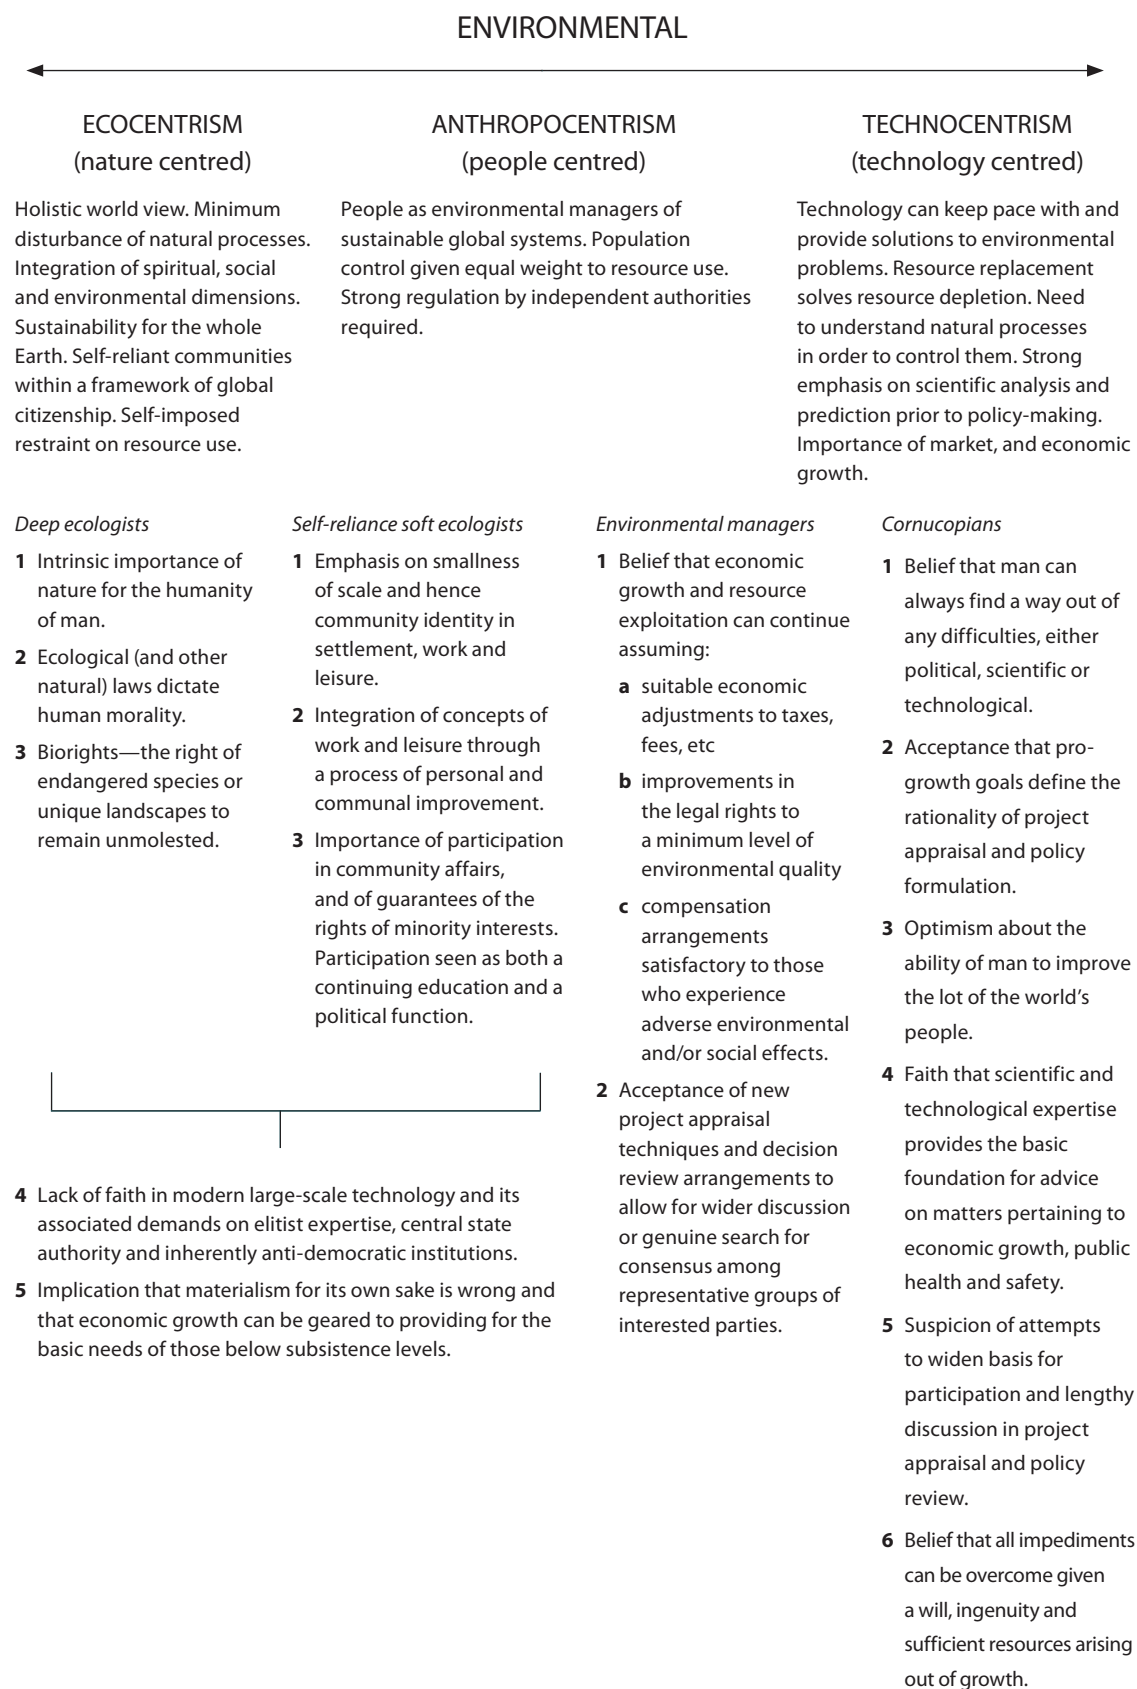 ENVIRONMENTAL
ECOCENTRISM
(nature centred)
Holistic world view. Minimum
disturbance of natural processes.
Integration of spiritual, social
and environmental dimensions.
Sustainability for the whole
Earth. Self-reliant communities
within a framework of global
citizenship. Self-imposed
restraint on resource use.
ANTHROPOCENTRISM
(people centred)
People as environmental managers of
sustainable global systems. Population
control given equal weight to resource use.
Strong regulation by independent authorities
required.
TECHNOCENTRISM
(technology centred)
Technology can keep pace with and
provide solutions to environmental
problems. Resource replacement
solves resource depletion. Need
to understand natural processes
in order to control them. Strong
emphasis on scientific analysis and
prediction prior to policy-making.
Importance of market, and economic
growth.
Deep ecologists
1 Intrinsic importance of
nature for the humanity
of man.
2 Ecological (and other
natural) laws dictate
human morality.
3 Biorights—the right of
endangered species or
unique landscapes to
remain unmolested.
Self-reliance soft ecologists
1 Emphasis on smallness
of scale and hence
community identity in
settlement, work and
leisure.
2 Integration of concepts of
work and leisure through
a process of personal and
communal improvement.
3 Importance of participation
in community affairs,
and of guarantees of the
rights of minority interests.
Participation seen as both a
continuing education and a
political function.
4 Lack of faith in modern large-scale technology and its
associated demands on elitist expertise, central state
authority and inherently anti-democratic institutions.
5 Implication that materialism for its own sake is wrong and
that economic growth can be geared to providing for the
basic needs of those below subsistence levels.
Environmental managers
1 Belief that economic
growth and resource
exploitation can continue
assuming:
a suitable economic
adjustments to taxes,
fees, etc
b improvements in
the legal rights to
a minimum level of
environmental quality
c compensation
arrangements
satisfactory to those
who experience
adverse environmental
and/or social effects.
2 Acceptance of new
project appraisal
techniques and decision
review arrangements to
allow for wider discussion
or genuine search for
consensus among
representative groups of
interested parties.
Cornucopians
1 Belief that man can
always find a way out of
any difficulties, either
political, scientific or
technological.
2 Acceptance that pro-
growth goals define the
rationality of project
appraisal and policy
formulation.
3 Optimism about the
ability of man to improve
the lot of the world's
people.
4 Faith that scientific and
technological expertise
provides the basic
foundation for advice
on matters pertaining to
economic growth, public
health and safety.
5 Suspicion of attempts
to widen basis for
participation and lengthy
discussion in project
appraisal and policy
review.
6 Belief that all impediments
can be overcome given
a will, ingenuity and
sufficient resources arising
out of growth.